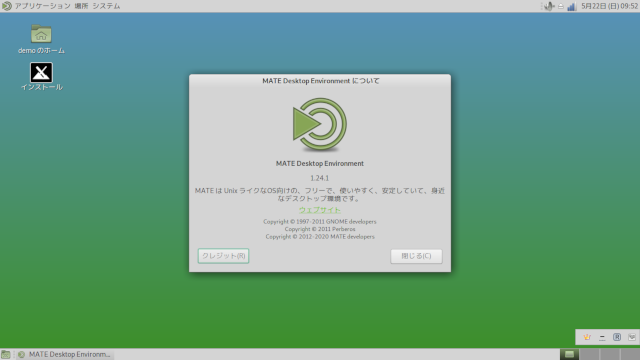 アプリケーション 場所 システム
5月22日 (日) 09:52
demo のホーム
インストール
MATE Desktop Environment について
MATE Desktop Environment
1.24.1
MATE は Unix ライクなOS向けの、フリーで、使いやすく、安定していて、身近
なデスクトップ環境です。
ウェブサイト
Copyright © 1997-2011 GNOME developers
Copyright © 2011 Perberos
Copyright © 2012-2020 MATE developers
クレジット(R)
閉じる(C)
MATE Desktop Environm...